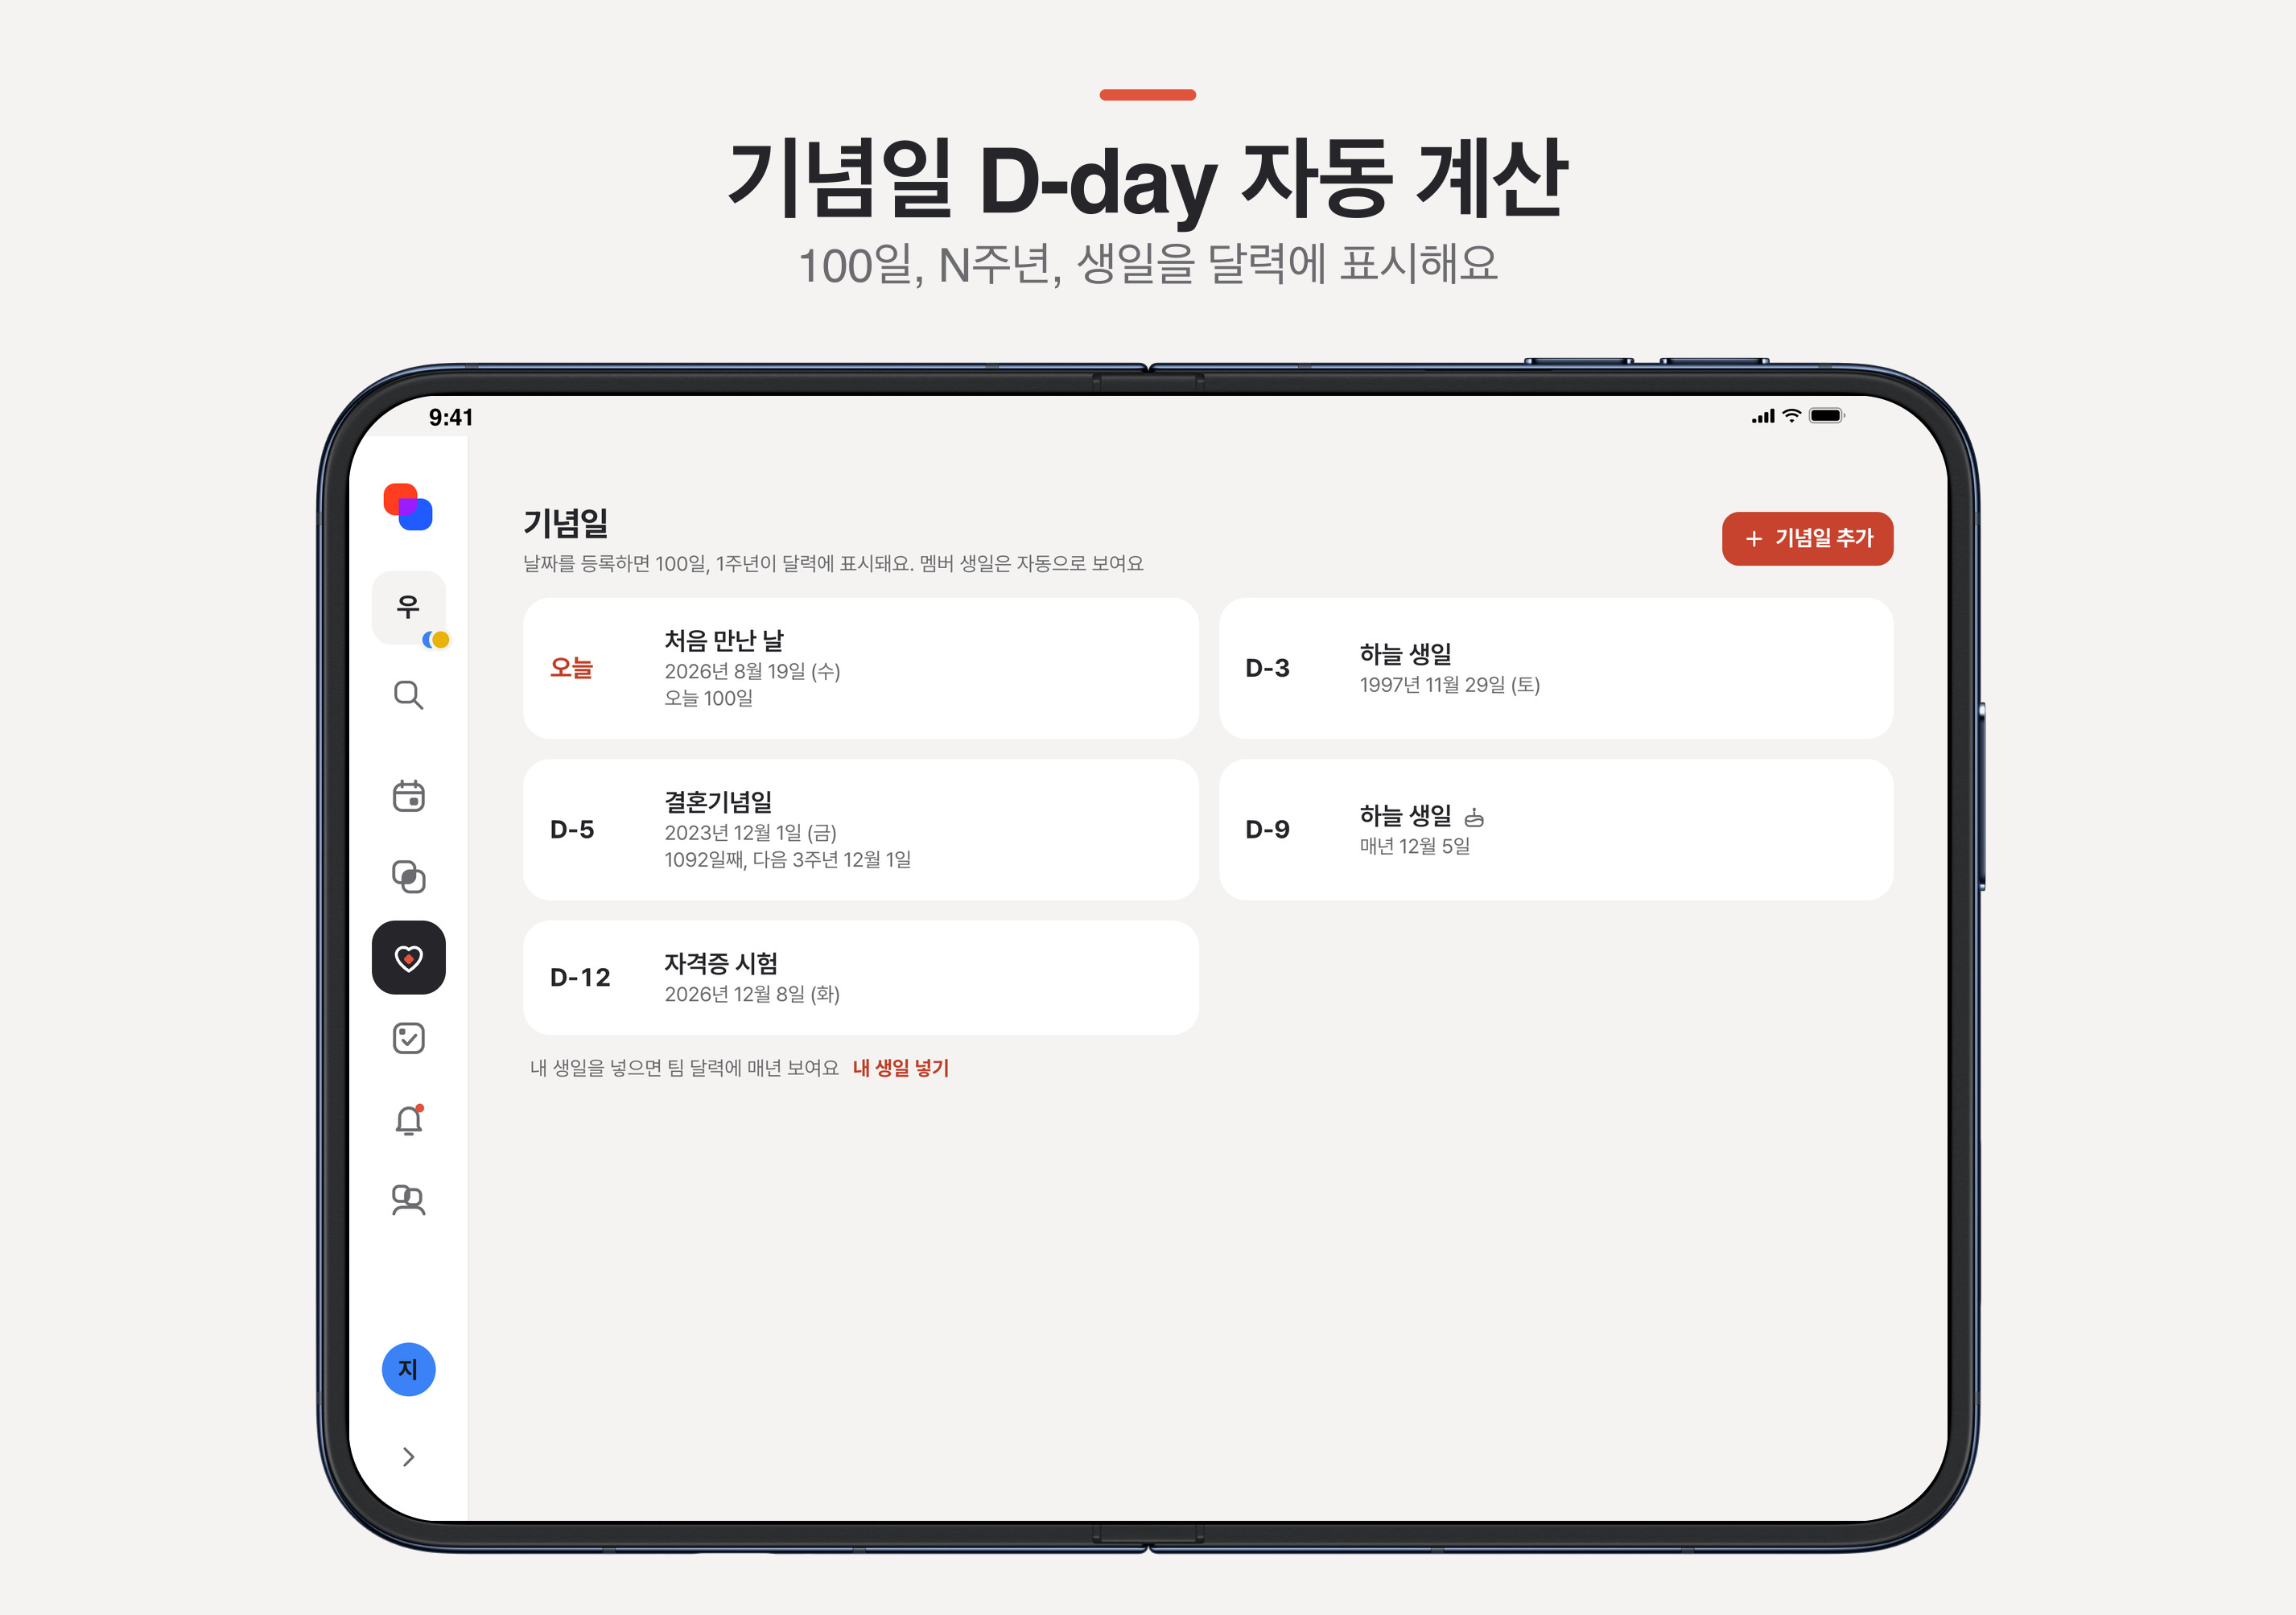 기념일 D-day 자동 계산
100일, N주년, 생일을 달력에 표시해요
9:41
우
지
기념일
날짜를 등록하면 100일, 1주년이 달력에 표시돼요. 멤버 생일은 자동으로 보여요
+ 기념일 추가
오늘
처음 만난 날
2026년 8월 19일 (수)
오늘 100일
D-3
하늘 생일
1997년 11월 29일 (토)
D-5
결혼기념일
2023년 12월 1일 (금)
1092일째, 다음 3주년 12월 1일
D-9
하늘 생일
매년 12월 5일
D-12
자격증 시험
2026년 12월 8일 (화)
내 생일을 넣으면 팀 달력에 매년 보여요 내 생일 넣기